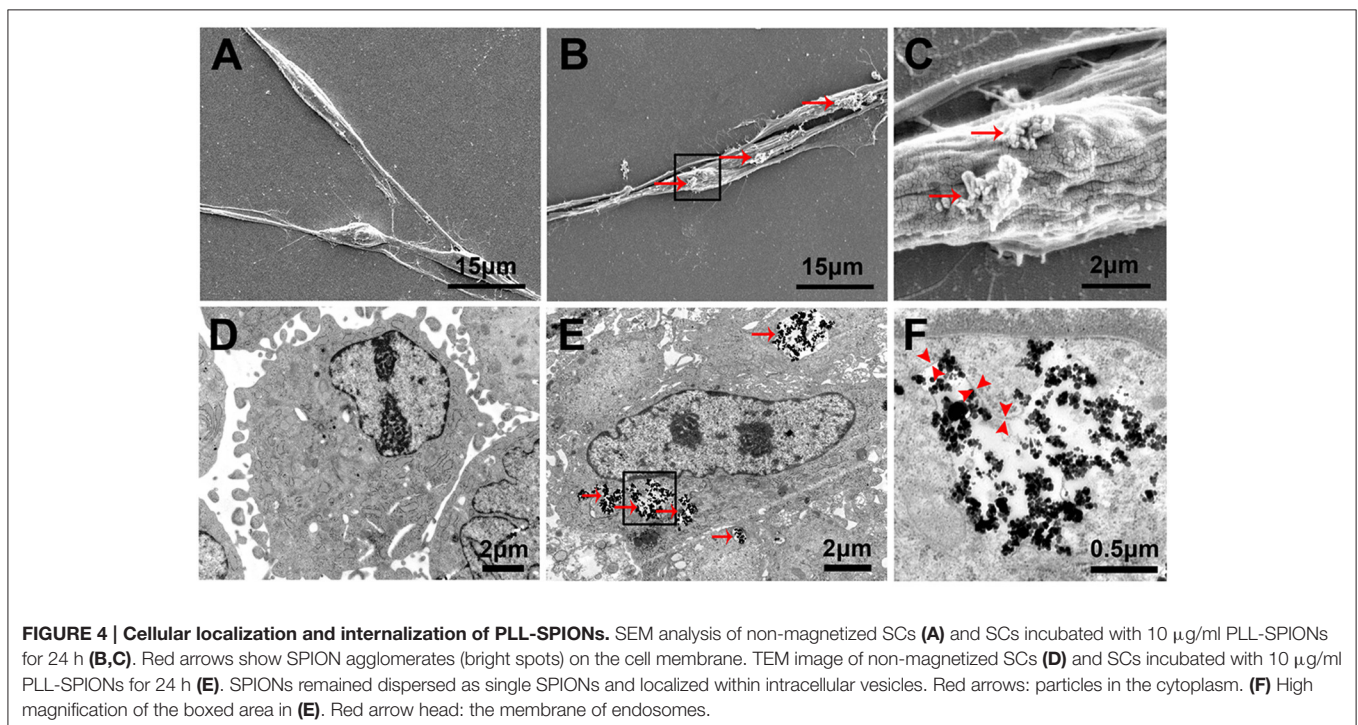 A
B
C
15μm
15μm
2μm
D
E
F
2μm
2μm
0.5μm
FIGURE 4 | Cellular localization and internalization of PLL-SPIONs. SEM analysis of non-magnetized SCs (A) and SCs incubated with 10 μg/ml PLL-SPIONs
for 24 h (B,C). Red arrows show SPION agglomerates (bright spots) on the cell membrane. TEM image of non-magnetized SCs (D) and SCs incubated with 10 μg/ml
PLL-SPIONs for 24 h (E). SPIONs remained dispersed as single SPIONs and localized within intracellular vesicles. Red arrows: particles in the cytoplasm. (F) High
magnification of the boxed area in (E). Red arrow head: the membrane of endosomes.